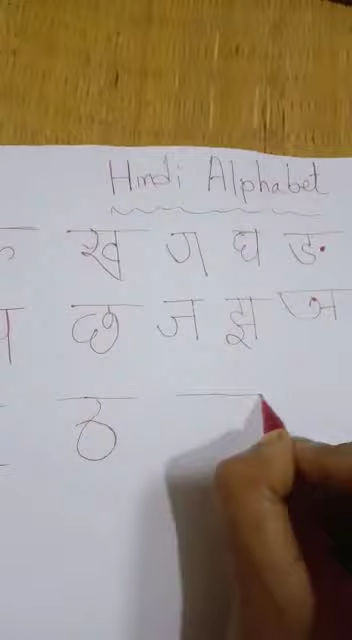 Hindi Alphabet
ख ग घ ङ
छ ज झ ञ
ठ